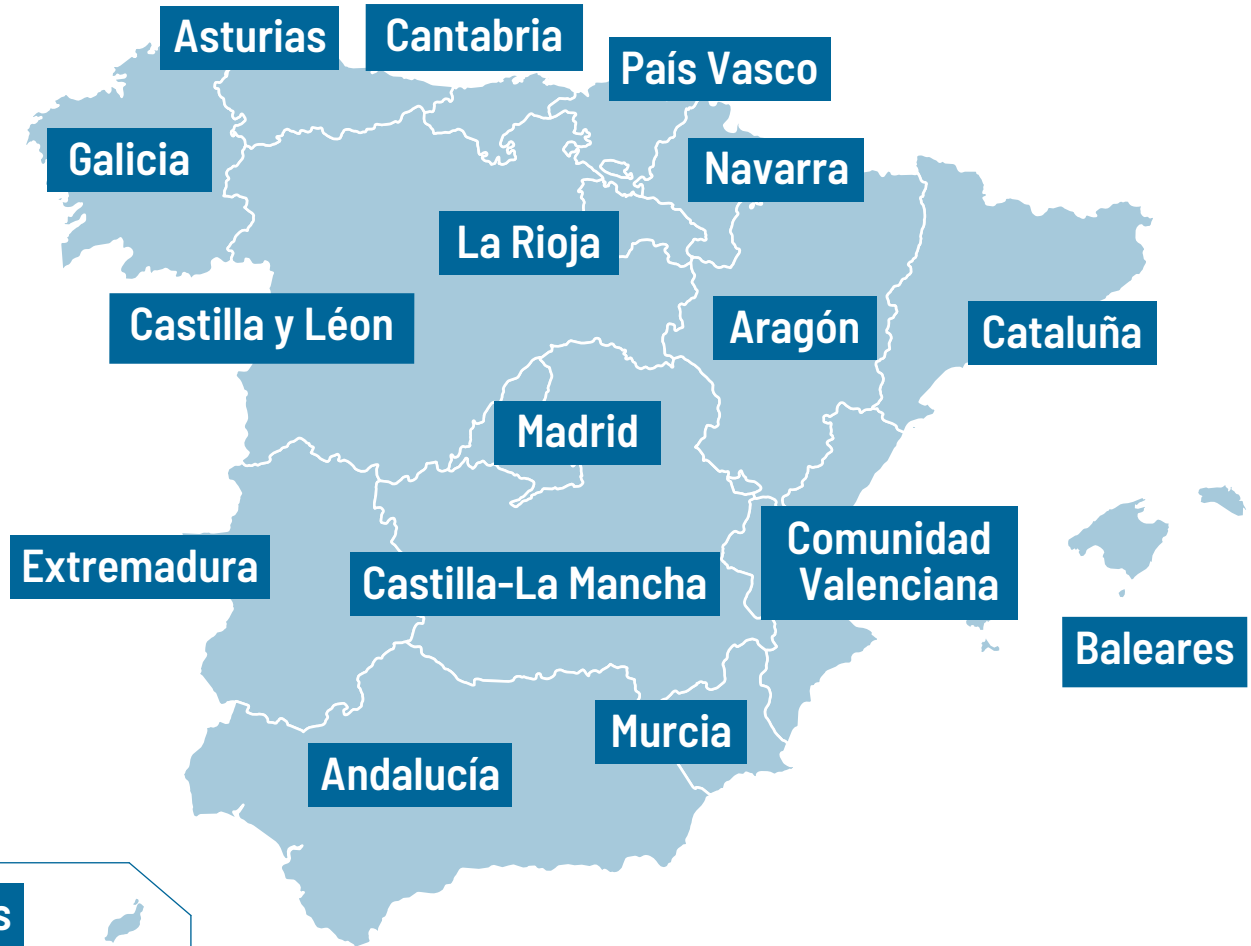 Asturias
Cantabria
País Vasco
Galicia
Navarra
La Rioja
Castilla y Léon
Aragón
Cataluña
Madrid
Extremadura
Castilla-La Mancha
Comunidad
Valenciana
Baleares
Murcia
Andalucía
s